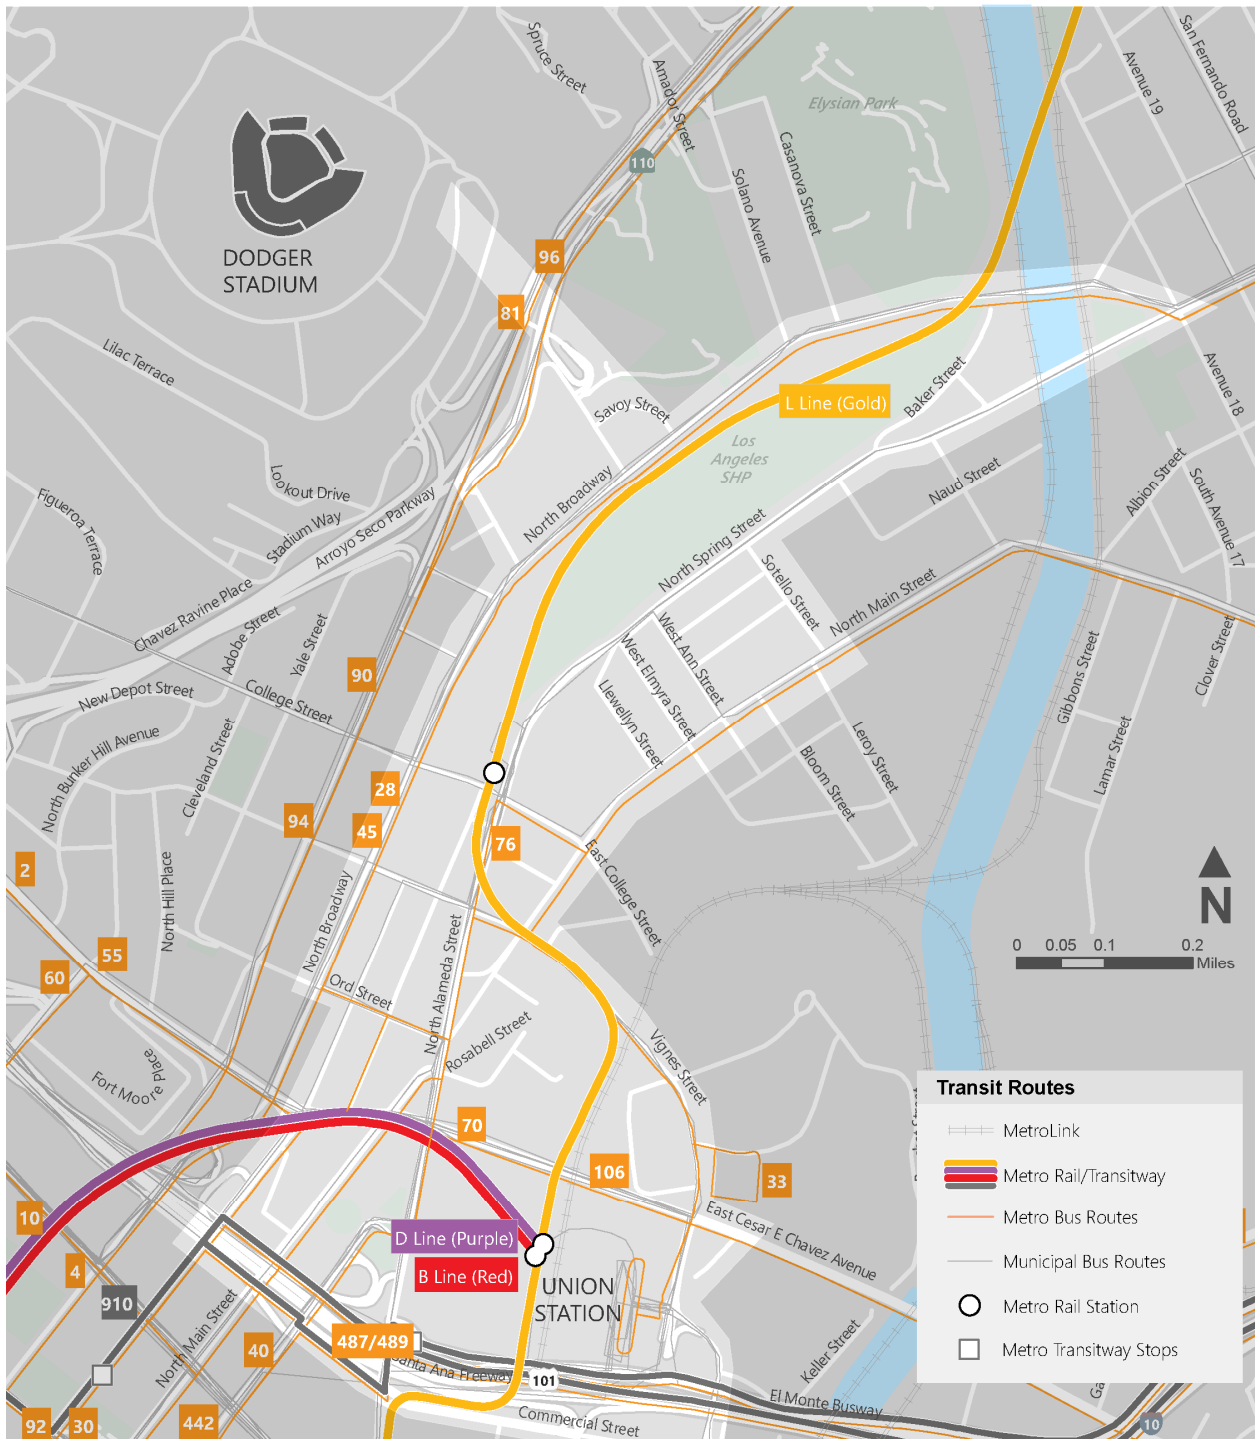 Spruce Street
Amador Street
Elysian Park
Avenue 19
San Fernando Road
110
Casanova Street
Solano Avenue
DODGER
STADIUM
96
81
Lilac Terrace
Savoy Street
L Line (Gold)
Baker Street
Avenue 18
Los
Angeles
SHP
Lookout Drive
Figueroa Terrace
Stadium Way
Arroyo Seco Parkway
North Broadway
Naud Street
Albion Street
South Avenue 17
North Spring Street
Sotello Street
North Main Street
Chavez Ravine Place
Adobe Street
Yale Street
West Ann Street
West Elmyra Street
Llewellyn Street
Gibbons Street
Clover Street
90
New Depot Street
College Street
North Bunker Hill Avenue
Cleveland Street
Leroy Street
Bloom Street
Lamar Street
28
94
45
76
2
East College Street
North Hill Place
North Broadway
North Alameda Street
N
0 0.05 0.1 0.2
Miles
55
60
Ord Street
Rosabell Street
Vignes Street
Fort Moore Place
70
106
33
10
East Cesar E Chavez Avenue
D Line (Purple)
B Line (Red)
UNION
STATION
4
910
North Main Street
40
487/489
Santa Ana Freeway
101
Keller Street
El Monte Busway
Commercial Street
92
30
442
10
Transit Routes
MetroLink
Metro Rail/Transitway
Metro Bus Routes
Municipal Bus Routes
Metro Rail Station
Metro Transitway Stops